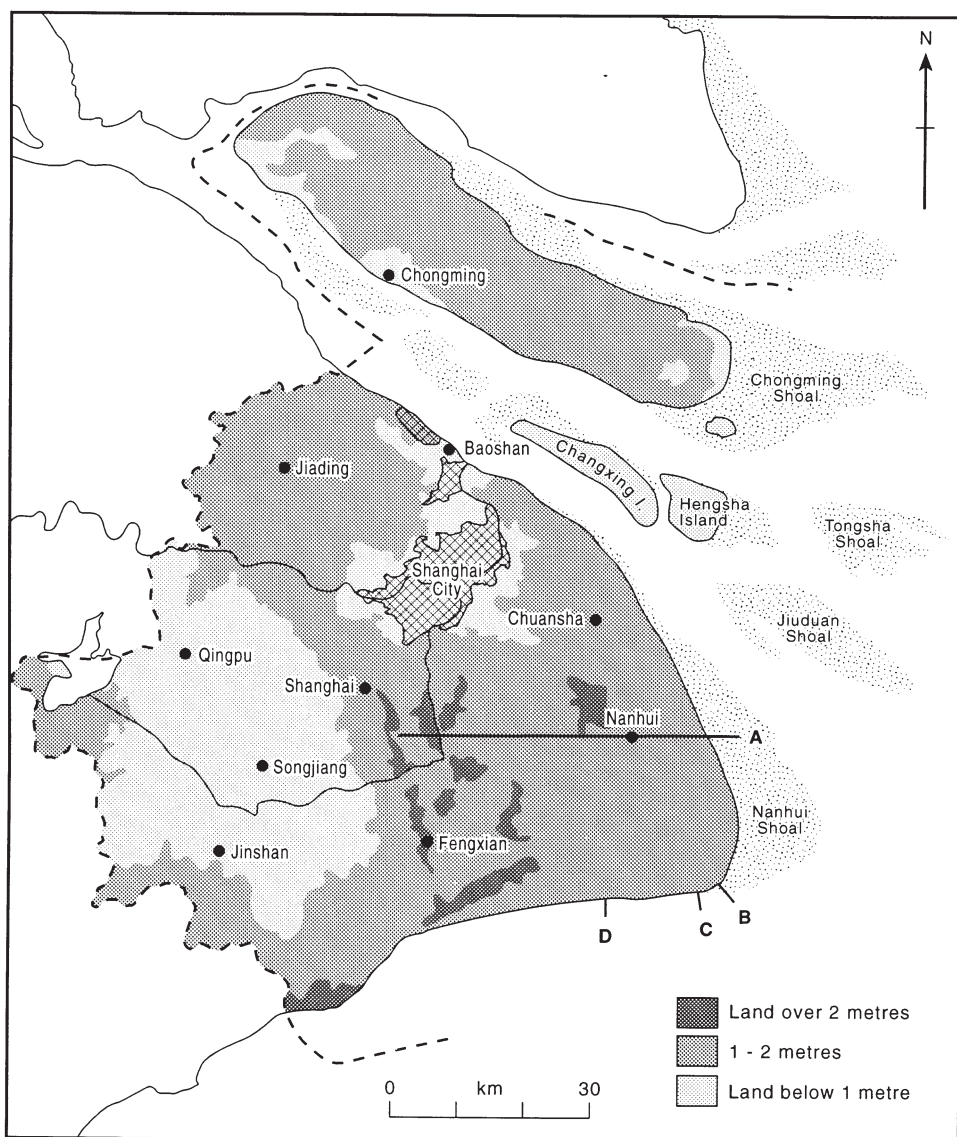 N
Chongming
Chongming
Shoal
Baoshan
Changxing I.
Jiading
Hengsha
Island
Tongsha
Shoal
Shanghai
City
Chuansha
Jiuduan
Shoal
Qingpu
Shanghai
Nanhui
A
Songjiang
Nanhui
Shoal
Fengxian
Jinshan
B
C
D
Land over 2 metres
1 - 2 metres
Land below 1 metre
0 km 30